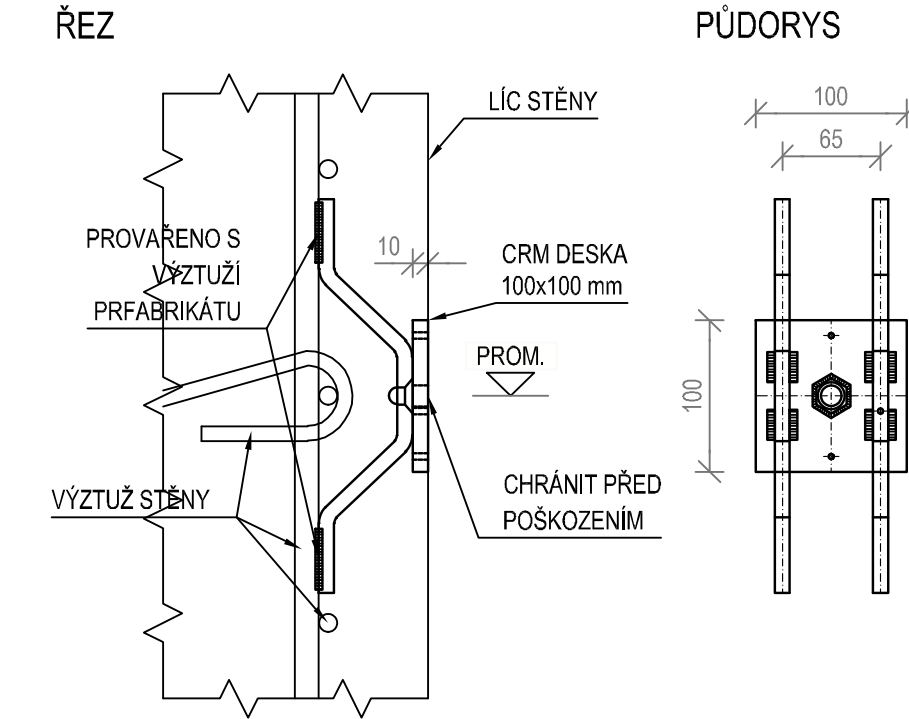 ŘEZ
PŮDORYS
LÍC STĚNY
100
65
PROVAŘENO S
VÝZTUŽÍ
PRFABRIKÁTU
10
CRM DESKA
100x100 mm
PROM.
100
VÝZTUŽ STĚNY
CHRÁNIT PŘED
POŠKOZENÍM